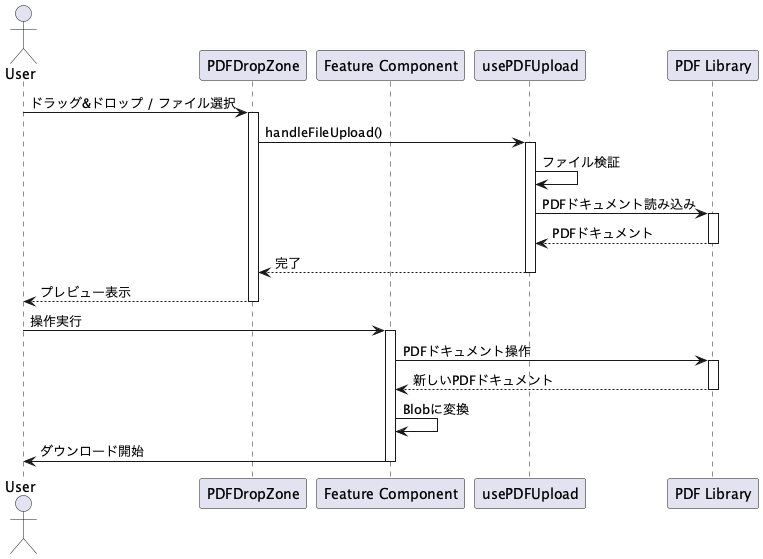 User
PDFDropZone
Feature Component
usePDFUpload
PDF Library
ドラッグ&ドロップ / ファイル選択
handleFileUpload()
ファイル検証
PDFドキュメント読み込み
PDFドキュメント
完了
プレビュー表示
操作実行
PDFドキュメント操作
新しいPDFドキュメント
Blobに変換
ダウンロード開始
User
PDFDropZone
Feature Component
usePDFUpload
PDF Library